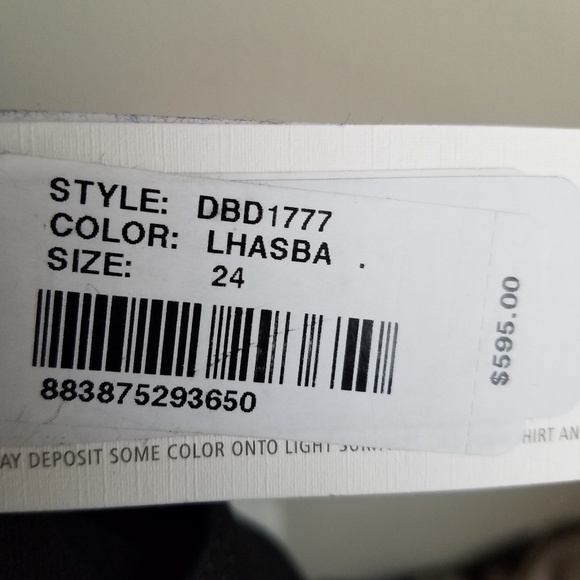 STYLE: DBD1777
COLOR: LHASBA .
SIZE: 24
883875293650
$595.00
AY DEPOSIT SOME COLOR ONTO LIGHT HIRT AN